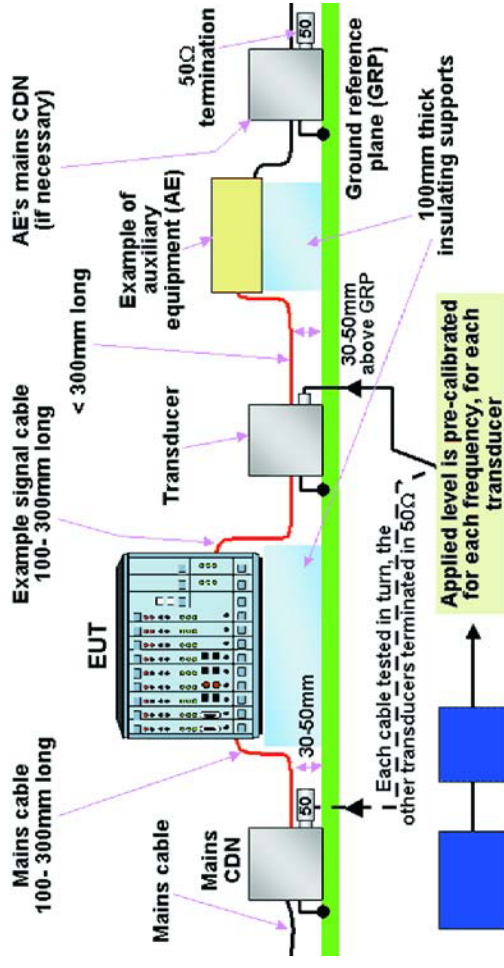 Mains cable
100- 300mm long
Mains cable
Mains
CDN
50
EUT
30-50mm
Example signal cable
100- 300mm long
Transducer
< 300mm long
Example of
auxiliary
equipment (AE)
AE's mains CDN
(if necessary)
50Ω
termination
50
30-50mm
above GRP
Ground reference
plane (GRP)
100mm thick
insulating supports
Each cable tested in turn, the
other transducers terminated in 50Ω
Applied level is pre-calibrated
for each frequency, for each
transducer